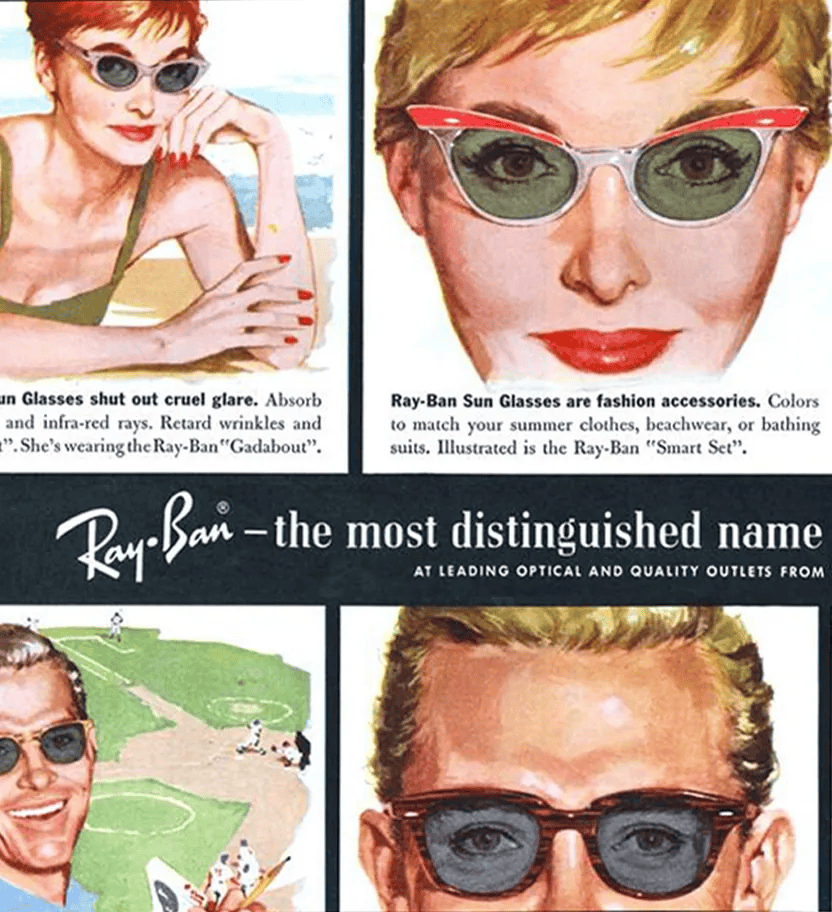 un Glasses shut out cruel glare. Absorb
and infra-red rays. Retard wrinkles and
t”. She's wearing the Ray-Ban “Gadabout”.
Ray-Ban Sun Glasses are fashion accessories. Colors
to match your summer clothes, beachwear, or bathing
suits. Illustrated is the Ray-Ban “Smart Set”.
Ray-Ban® – the most distinguished name
AT LEADING OPTICAL AND QUALITY OUTLETS FROM